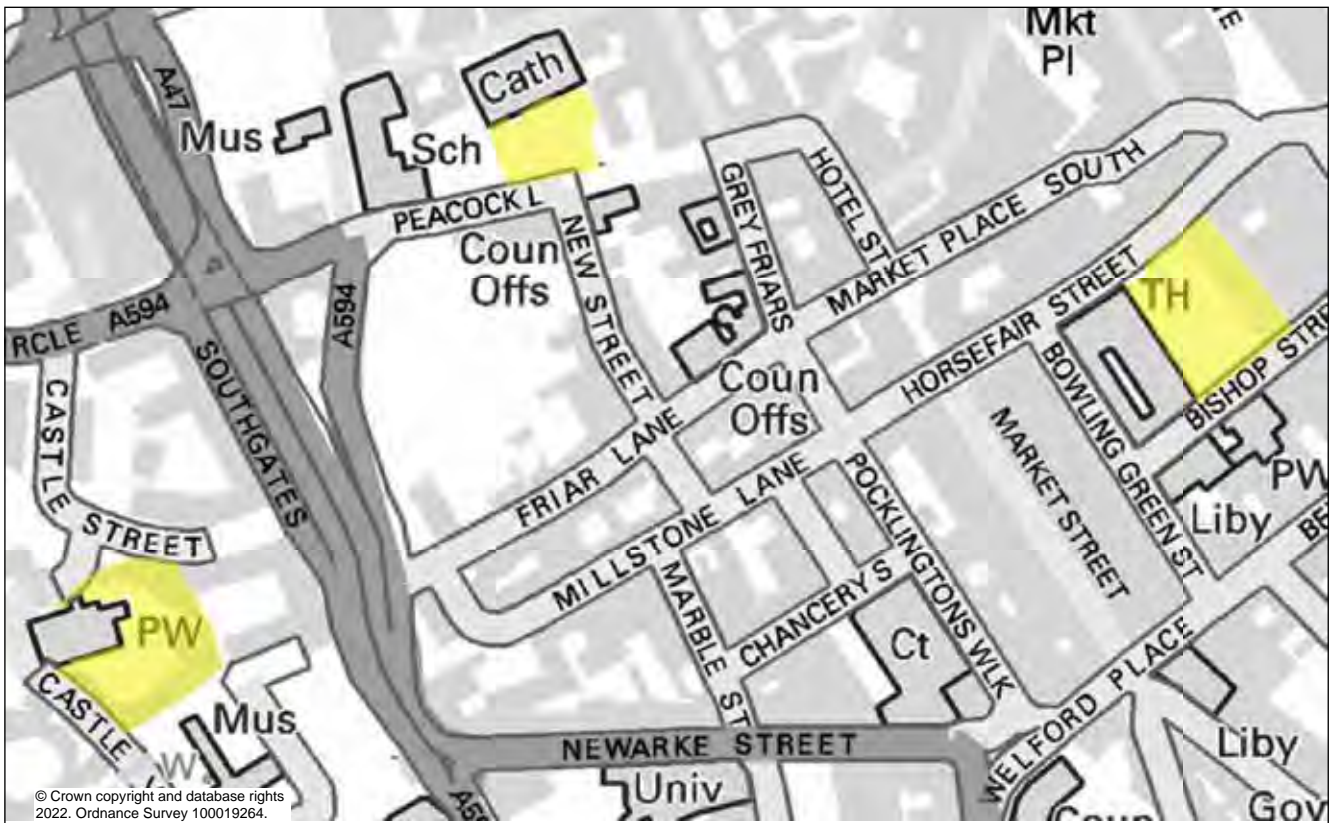 Mkt
Pl
A47
Cath
Mus
Sch
PEACOCK L
GREY FRIARS
HOTEL ST
MARKET PLACE SOUTH
NEW STREET
Coun
Offs
TH
HORSEFAIR STREET
A594
RCLE A594
SOUTHGATES
CASTLE STREET
Coun
Offs
BOWLING GREEN ST
BISHOP STRE
MARKET STREET
PW
Liby
BE
FRIAR LANE
MILLSTONE LANE
POCKLINGTONS WLK
MARBLE ST
CHANCERY S
Ct
PW
CASTLE
Mus
W
NEWARKE STREET
WELFORD PLACE
Univ
Liby
Gov
© Crown copyright and database rights
2022. Ordnance Survey 100019264.